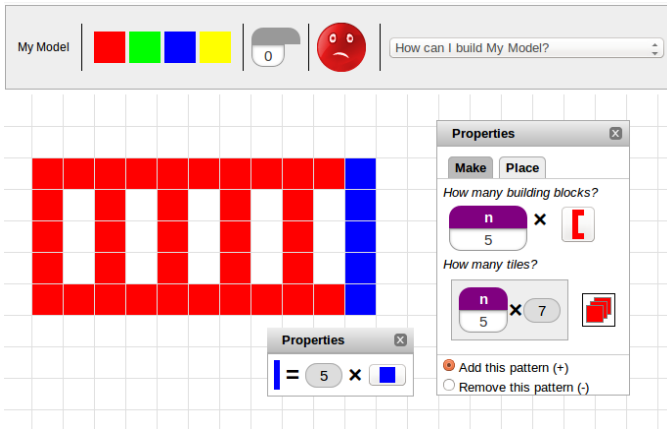 My Model
0
How can I build My Model?
Properties
Make Place
How many building blocks?
n
5
×
How many tiles?
n
5
× 7
Add this pattern (+)
Remove this pattern (-)
Properties
= 5 ×